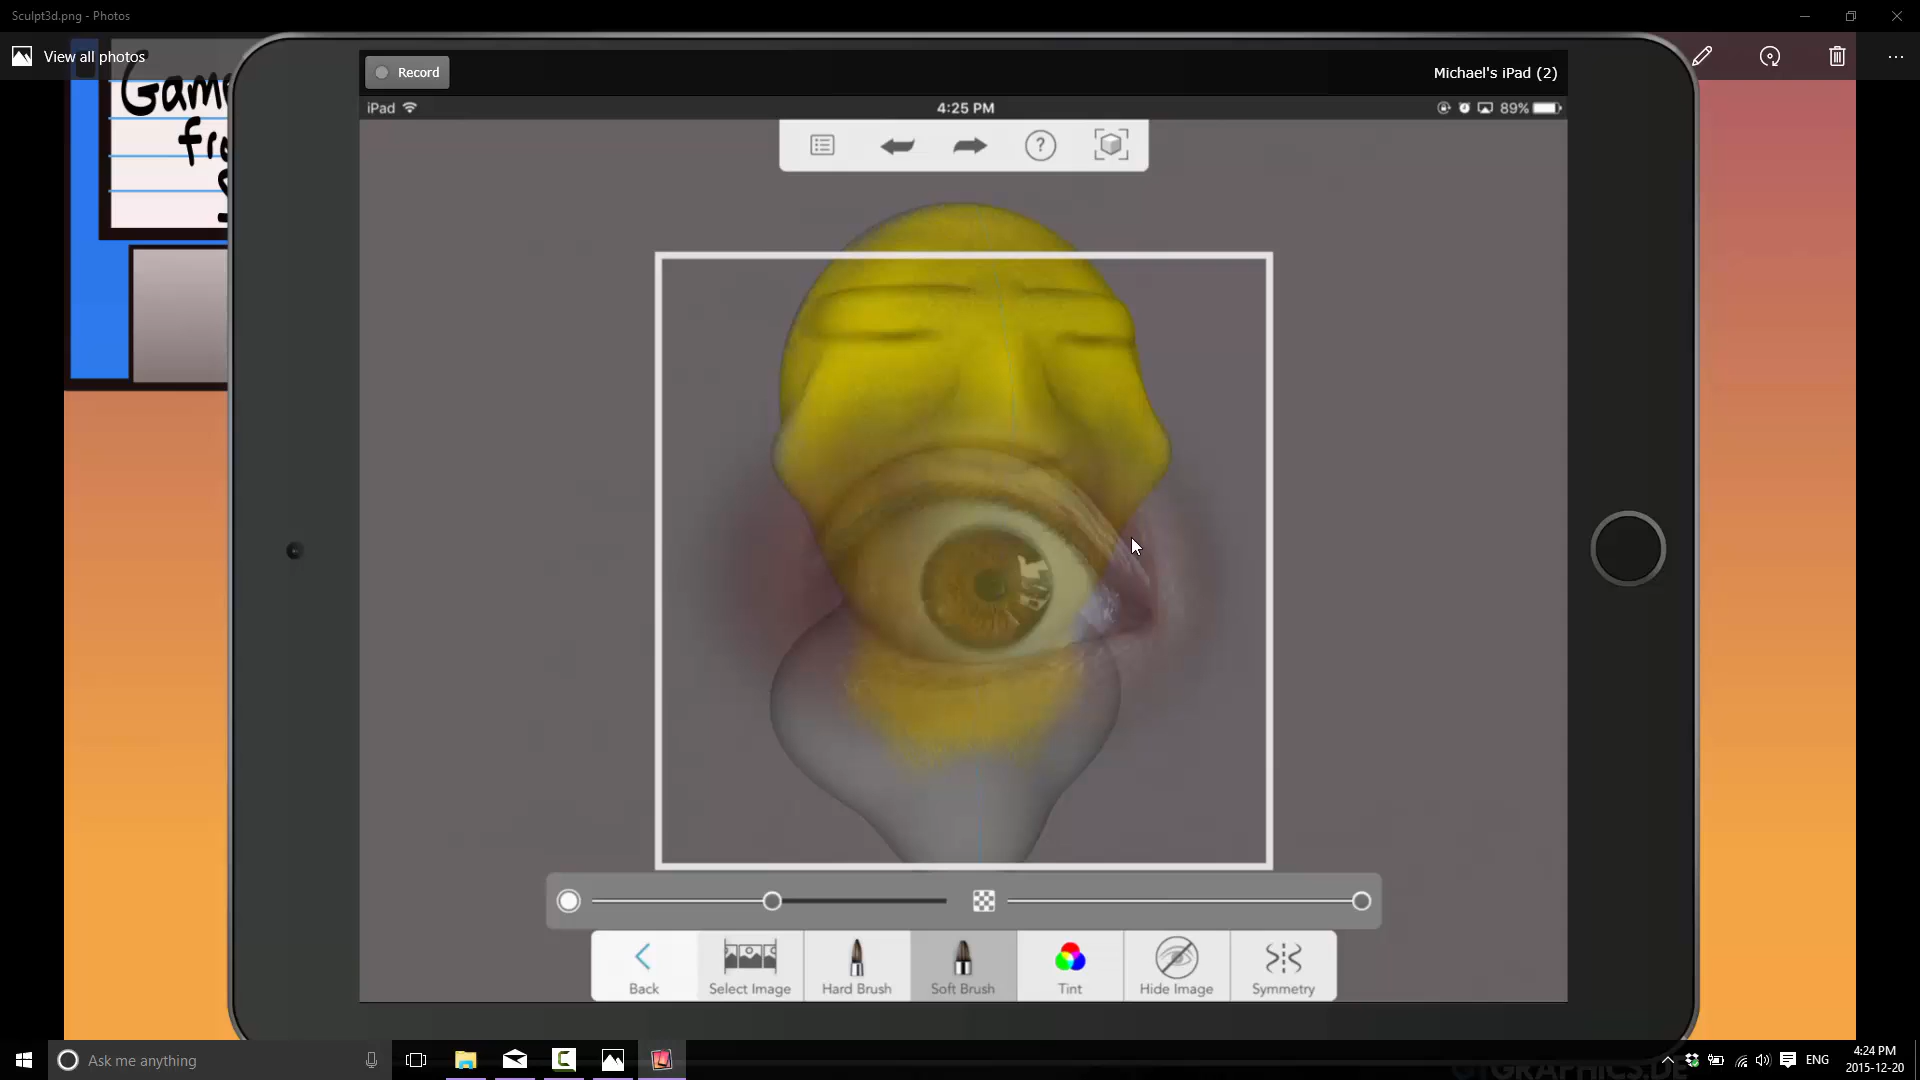 Sculpt3d.png - Photos
View all photos
Record
Michael's iPad (2)
iPad
4:25 PM
89%
?
Back
Select Image
Hard Brush
Soft Brush
Tint
Hide Image
Symmetry
Ask me anything
ENG
4:24 PM
2015-12-20